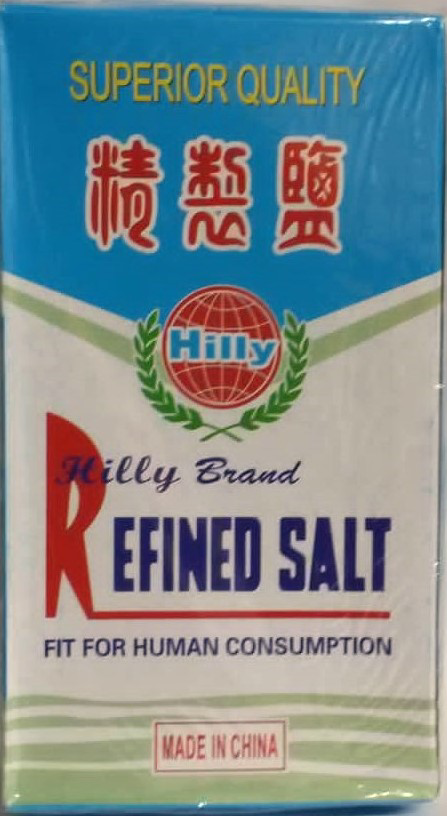 SUPERIOR QUALITY
精製鹽
Hilly
Hilly Brand
REFINED SALT
FIT FOR HUMAN CONSUMPTION
MADE IN CHINA